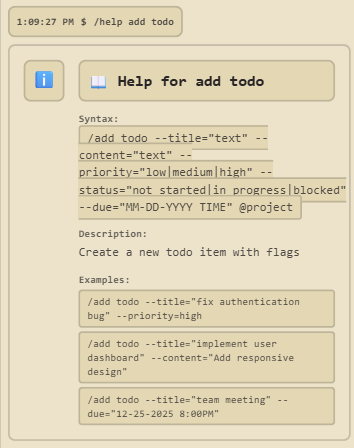 1:09:27 PM $ /help add todo
ℹ️ 📖 Help for add todo
Syntax:
/add todo --title="text" --
content="text" --
priority="low|medium|high" --
status="not started|in progress|blocked"
--due="MM-DD-YYYY TIME" @project
Description:
Create a new todo item with flags
Examples:
/add todo --title="fix authentication
bug" --priority=high
/add todo --title="implement user
dashboard" --content="Add responsive
design"
/add todo --title="team meeting" --
due="12-25-2025 8:00PM"